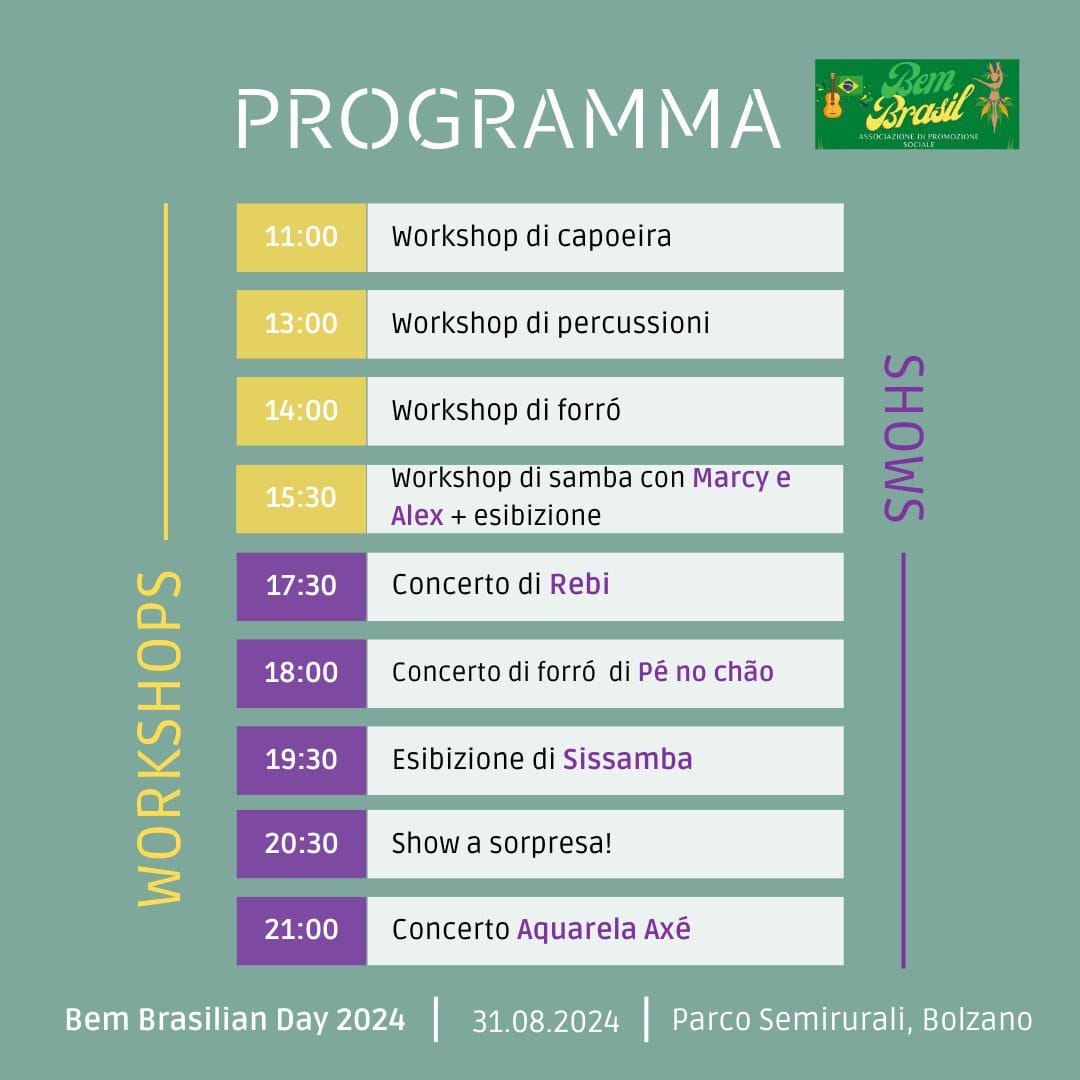 PROGRAMMA
Bem
Brasil
ASSOCIAZIONE DI PROMOZIONE
SOCIALE
WORKSHOPS
11:00 Workshop di capoeira
13:00 Workshop di percussioni
14:00 Workshop di forró
15:30 Workshop di samba con Marcy e
Alex + esibizione
SHOWS
17:30 Concerto di Rebi
18:00 Concerto di forró di Pé no chão
19:30 Esibizione di Sissamba
20:30 Show a sorpresa!
21:00 Concerto Aquarela Axé
Bem Brasilian Day 2024 | 31.08.2024 | Parco Semirurali, Bolzano